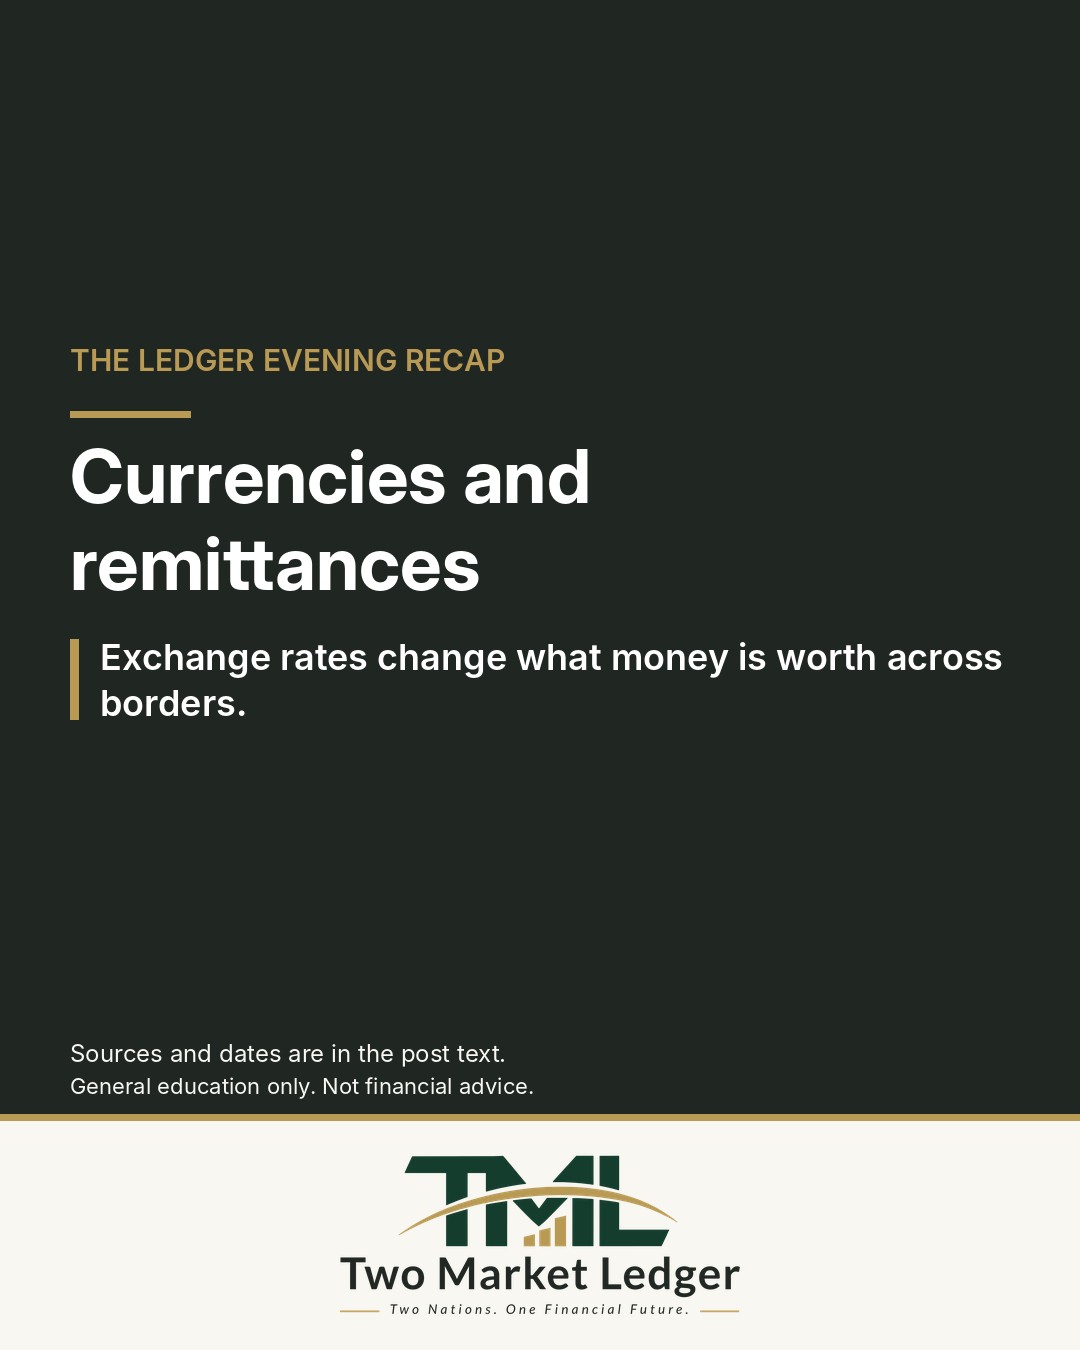 THE LEDGER EVENING RECAP
Currencies and
remittances
Exchange rates change what money is worth across
borders.
Sources and dates are in the post text.
General education only. Not financial advice.
TML
Two Market Ledger
Two Nations. One Financial Future.